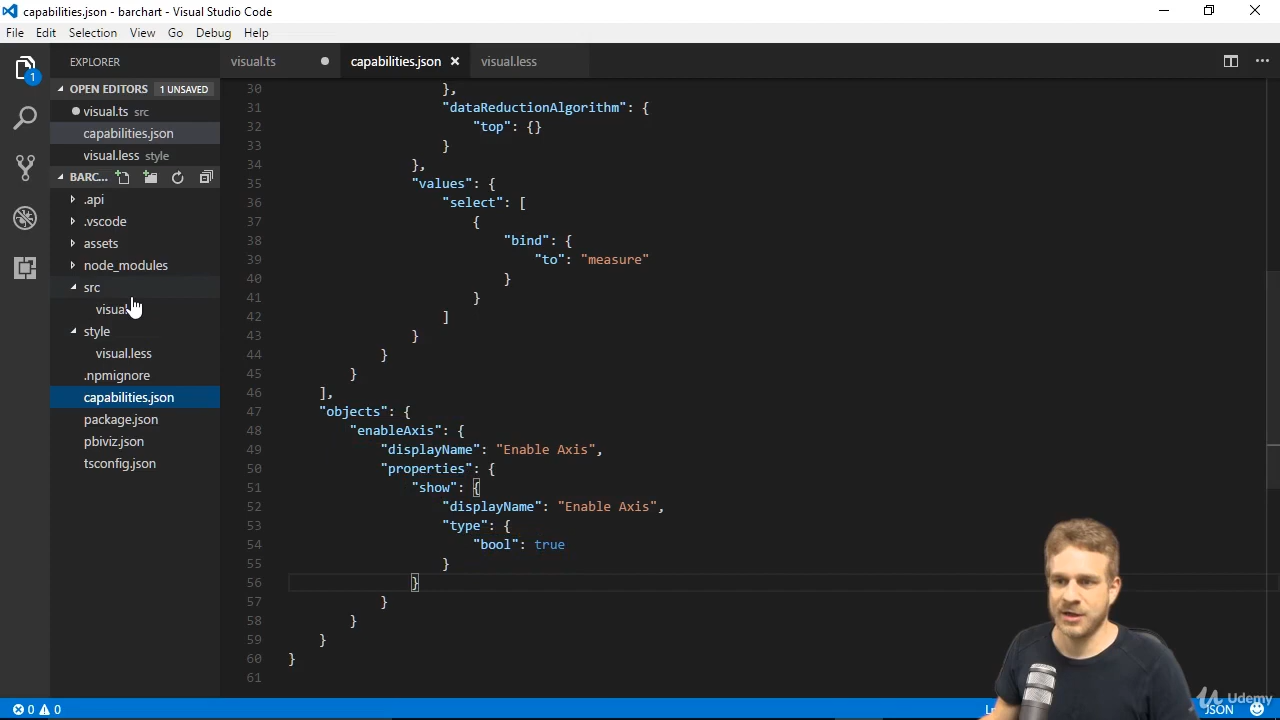 capabilities.json - barchart - Visual Studio Code
File Edit Selection View Go Debug Help
EXPLORER
visual.ts
capabilities.json
visual.less
OPEN EDITORS 1 UNSAVED
visual.ts src
capabilities.json
visual.less style
BARC...
.api
.vscode
assets
node_modules
src
style
visual.less
.npmignore
capabilities.json
package.json
pbiviz.json
tsconfig.json
1
30 },
31 "dataReductionAlgorithm": {
32 "top": {}
33 }
34 },
35 "values": {
36 "select": [
37 {
38 "bind": {
39 "to": "measure"
40 }
41 }
42 ]
43 }
44 }
45 }
46 ],
47 "objects": {
48 "enableAxis": {
49 "displayName": "Enable Axis",
50 "properties": {
51 "show": {
52 "displayName": "Enable Axis",
53 "type": {
54 "bool": true
55 }
56 }
57 }
58 }
59 }
60 }
61
0 0
JSON
Udemy